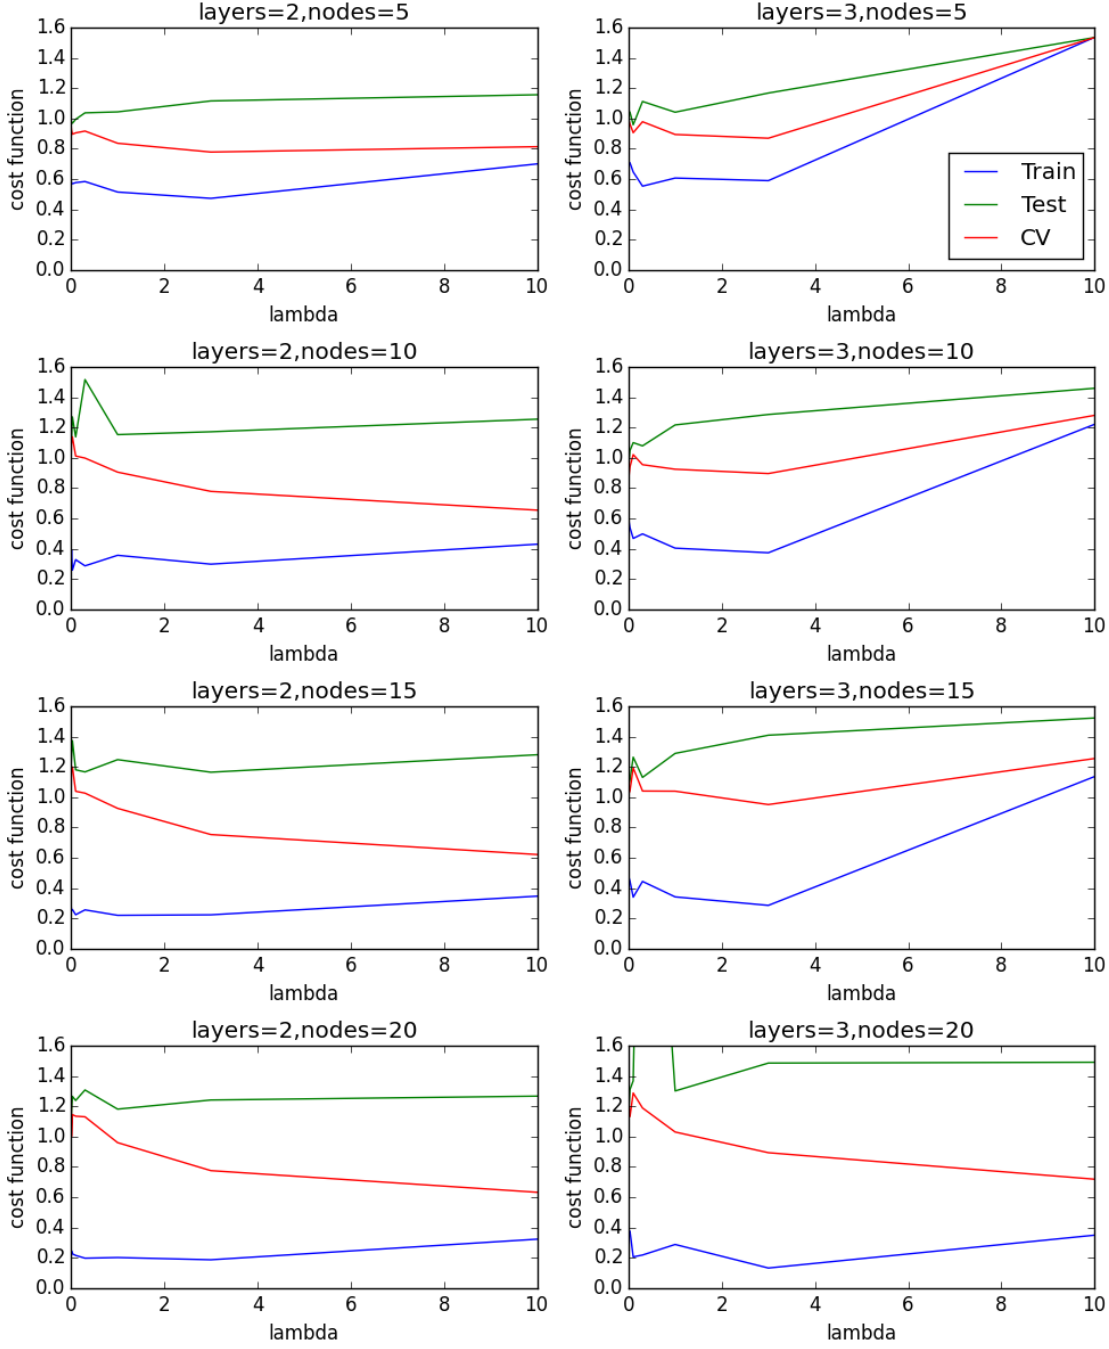 layers=2,nodes=5
1.6
1.4
1.2
1.0
0.8
0.6
0.4
0.2
0.0
cost function
0 2 4 6 8 10
lambda
layers=3,nodes=5
1.6
1.4
1.2
1.0
0.8
0.6
0.4
0.2
0.0
cost function
Train
Test
CV
0 2 4 6 8 10
lambda
layers=2,nodes=10
1.6
1.4
1.2
1.0
0.8
0.6
0.4
0.2
0.0
cost function
0 2 4 6 8 10
lambda
layers=3,nodes=10
1.6
1.4
1.2
1.0
0.8
0.6
0.4
0.2
0.0
cost function
0 2 4 6 8 10
lambda
layers=2,nodes=15
1.6
1.4
1.2
1.0
0.8
0.6
0.4
0.2
0.0
cost function
0 2 4 6 8 10
lambda
layers=3,nodes=15
1.6
1.4
1.2
1.0
0.8
0.6
0.4
0.2
0.0
cost function
0 2 4 6 8 10
lambda
layers=2,nodes=20
1.6
1.4
1.2
1.0
0.8
0.6
0.4
0.2
0.0
cost function
0 2 4 6 8 10
lambda
layers=3,nodes=20
1.6
1.4
1.2
1.0
0.8
0.6
0.4
0.2
0.0
cost function
0 2 4 6 8 10
lambda